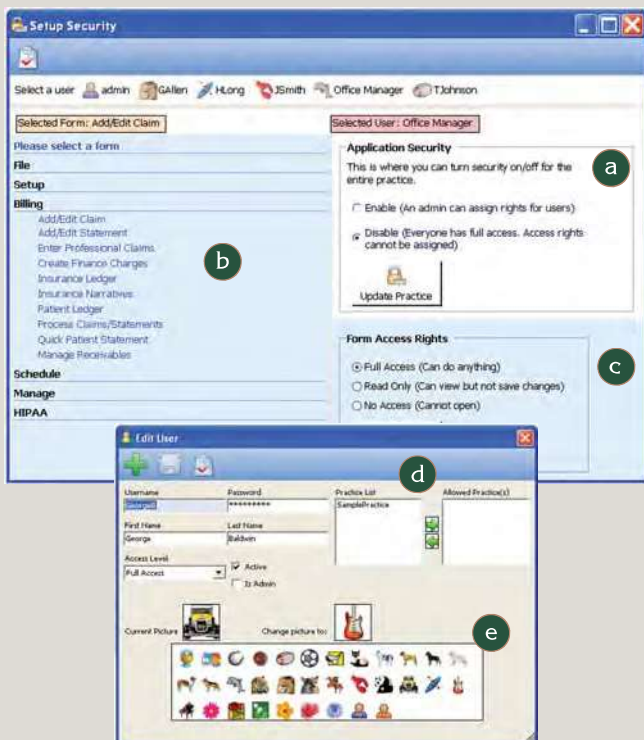 Setup Security
Select a user admin GAllen HLong JSmith Office Manager TJohnson
Selected Form: Add/Edit Claim
Selected User: Office Manager
Please select a form
File
Setup
Billing
Add/Edit Claim
Add/Edit Statement
Enter Professional Claims
Create Finance Charges
Insurance Ledger
Insurance Narratives
Patient Ledger
Process Claims/Statements
Quick Patient Statement
Manage Receivables
Schedule
Manage
HIPAA
b
Application Security
a
This is where you can turn security on/off for the
entire practice.
Enable (An admin can assign rights for users)
Disable (Everyone has full access. Access rights
cannot be assigned)
Update Practice
Form Access Rights
c
Full Access (Can do anything)
Read Only (Can view but not save changes)
No Access (Cannot open)
Edit User
d
Username
Password
Practice List
Allowed Practice(s)
*********
SamplePractice
First Name
Last Name
George
Baldwin
Access Level
Full Access
Active
Is Admin
Current Picture
Change picture to:
e